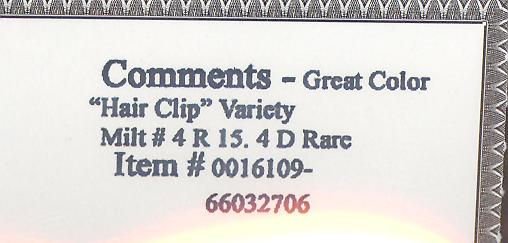 Comments - Great Color
"Hair Clip" Variety
Milt # 4 R 15. 4 D Rare
Item # 0016109-
66032706